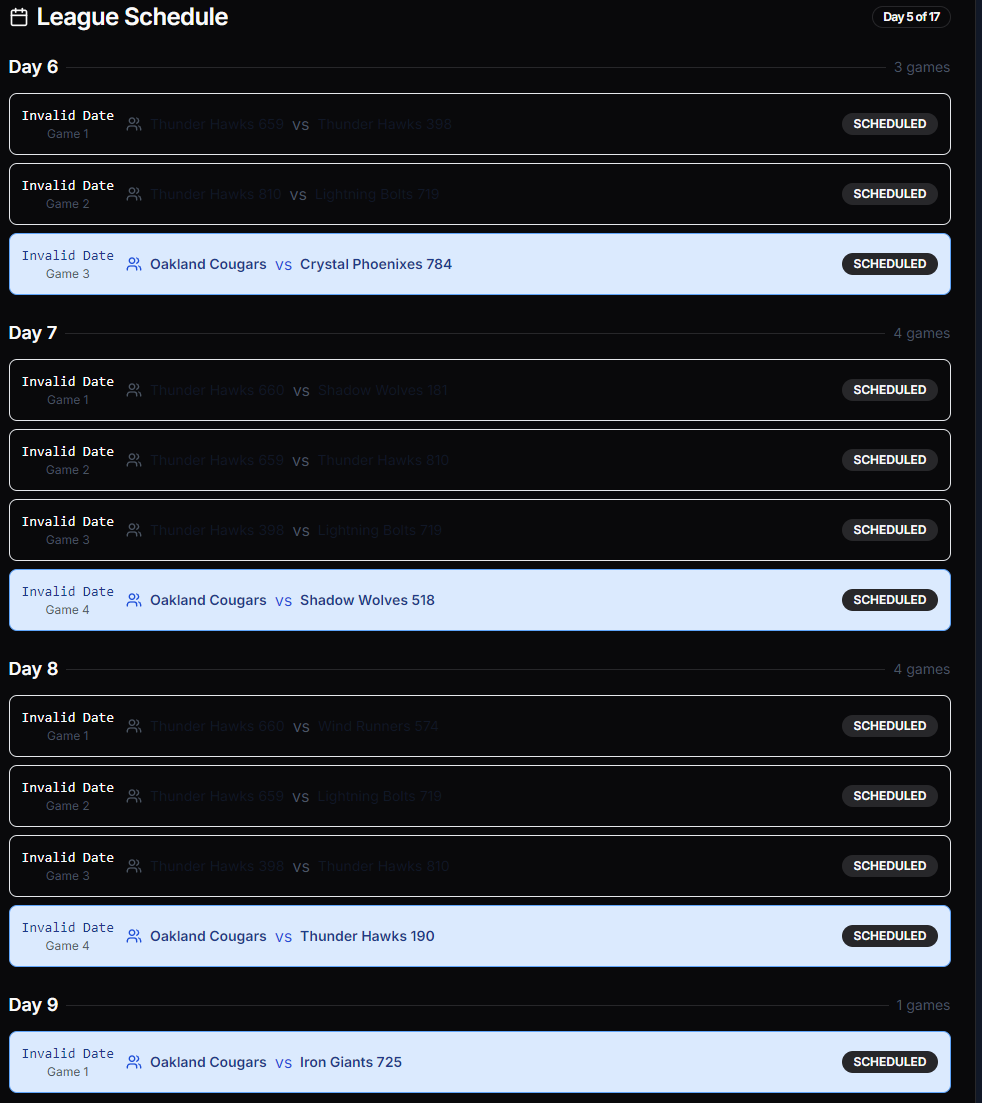 League Schedule
Day 5 of 17
Day 6
3 games
Invalid Date
Game 1
Thunder Hawks 659 vs Thunder Hawks 398
SCHEDULED
Invalid Date
Game 2
Thunder Hawks 810 vs Lightning Bolts 719
SCHEDULED
Invalid Date
Game 3
Oakland Cougars vs Crystal Phoenixes 784
SCHEDULED
Day 7
4 games
Invalid Date
Game 1
Thunder Hawks 660 vs Shadow Wolves 181
SCHEDULED
Invalid Date
Game 2
Thunder Hawks 659 vs Thunder Hawks 810
SCHEDULED
Invalid Date
Game 3
Thunder Hawks 398 vs Lightning Bolts 719
SCHEDULED
Invalid Date
Game 4
Oakland Cougars vs Shadow Wolves 518
SCHEDULED
Day 8
4 games
Invalid Date
Game 1
Thunder Hawks 660 vs Wind Runners 574
SCHEDULED
Invalid Date
Game 2
Thunder Hawks 659 vs Lightning Bolts 719
SCHEDULED
Invalid Date
Game 3
Thunder Hawks 398 vs Thunder Hawks 810
SCHEDULED
Invalid Date
Game 4
Oakland Cougars vs Thunder Hawks 190
SCHEDULED
Day 9
1 games
Invalid Date
Game 1
Oakland Cougars vs Iron Giants 725
SCHEDULED